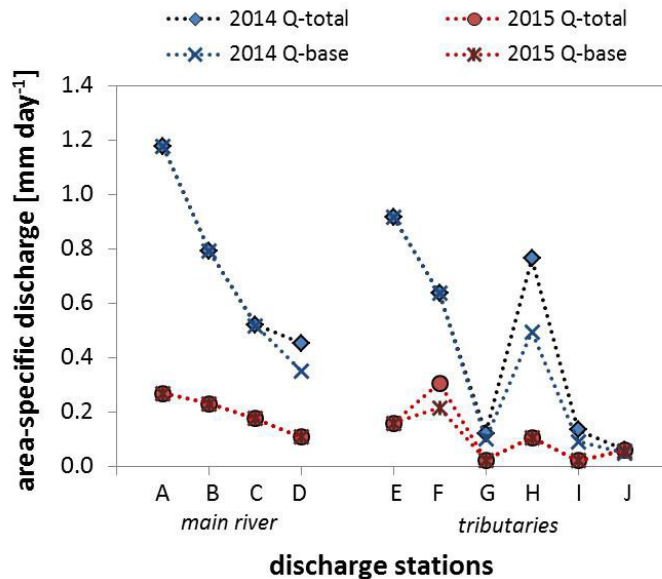 2014 Q-total 2015 Q-total
2014 Q-base 2015 Q-base
area-specific discharge [mm day⁻¹]
1.4
1.2
1.0
0.8
0.6
0.4
0.2
0.0
A B C D E F G H I J
main river tributaries
discharge stations